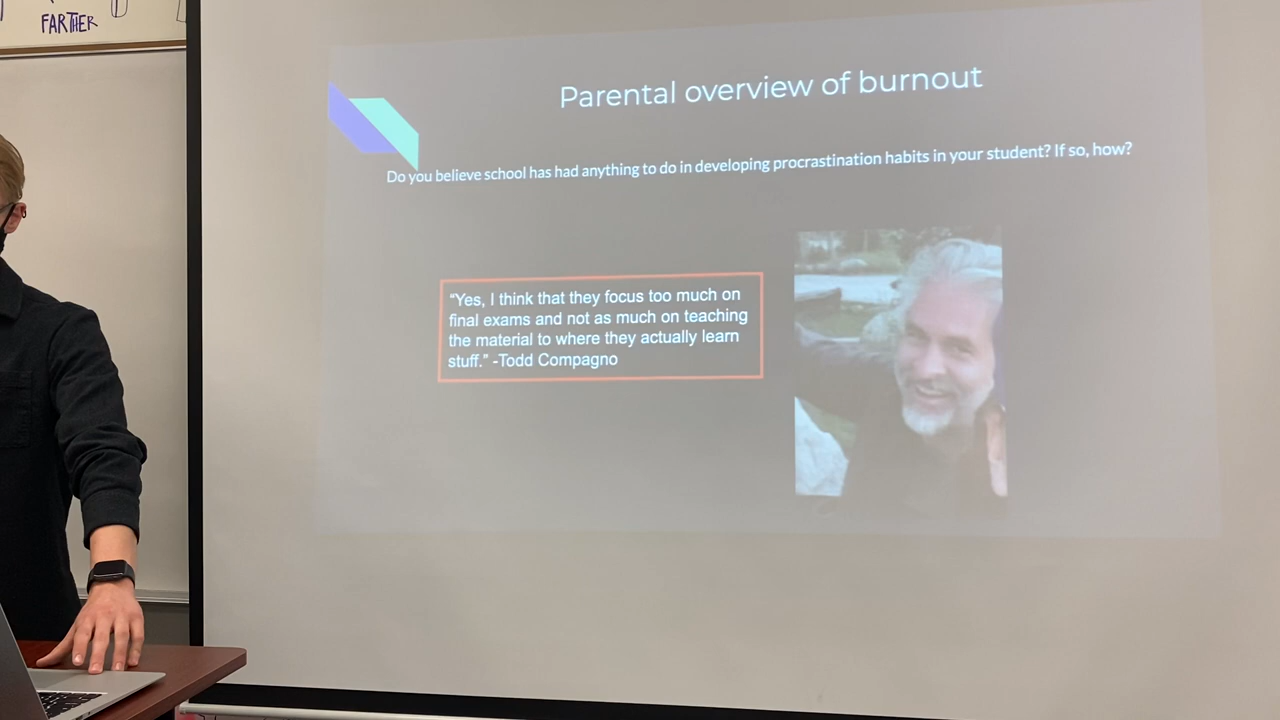 FARTHER
Parental overview of burnout
Do you believe school has had anything to do in developing procrastination habits in your student? If so, how?
“Yes, I think that they focus too much on
final exams and not as much on teaching
the material to where they actually learn
stuff.” -Todd Compagno